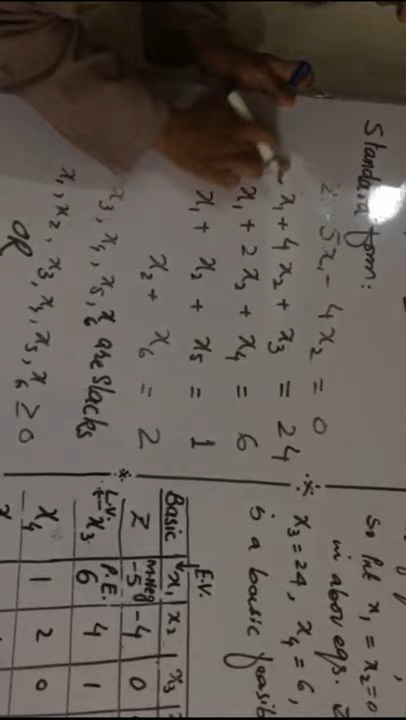 Standard form:
z - 5x₁ - 4x₂ = 0
x₁ + 4x₂ + x₃ = 24
x₁ + 2x₂ + x₄ = 6
x₁ + x₂ + x₅ = 1
x₂ + x₆ = 2
x₃, x₄, x₅, x₆ are slacks
x₁, x₂, x₃, x₄, x₅, x₆ ≥ 0
OR
So Put x₁ = x₂ = 0
in above eqs.
x₃ = 24, x₄ = 6,
is a basic
E.V.
Basic x₁ x₂ x₃
M.Neg
Z -5 -4 0
L.V. P.E.
← x₃ 6 4 1
x₄ 1 2 0